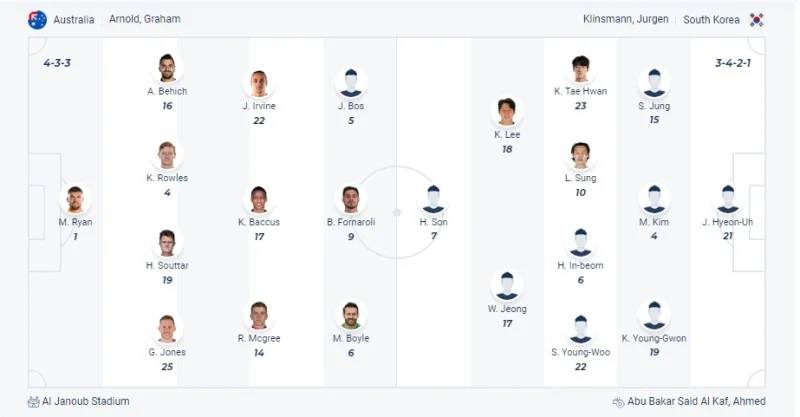 Australia Arnold, Graham
Klinsmann, Jurgen South Korea
4-3-3
3-4-2-1
M. Ryan
1
A. Behich
16
K. Rowles
4
H. Souttar
19
G. Jones
25
J. Irvine
22
K. Baccus
17
R. Mcgree
14
J. Bos
5
B. Fornaroli
9
M. Boyle
6
H. Son
7
K. Lee
18
W. Jeong
17
K. Tae Hwan
23
L. Sung
10
H. In-beom
6
S. Young-Woo
22
S. Jung
15
M. Kim
4
K. Young-Gwon
19
J. Hyeon-Uh
21
Al Janoub Stadium
Abu Bakar Said Al Kaf, Ahmed